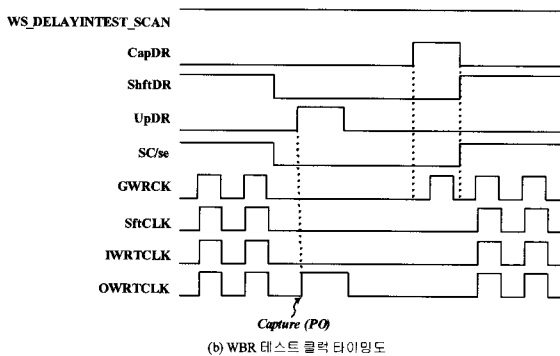 WS_DELAYINTEST_SCAN
CapDR
ShftDR
UpDR
SC/se
GWRCK
SftCLK
IWRTCLK
OWRTCLK
Capture (PO)
(b) WBR 테스트 클럭 타이밍도